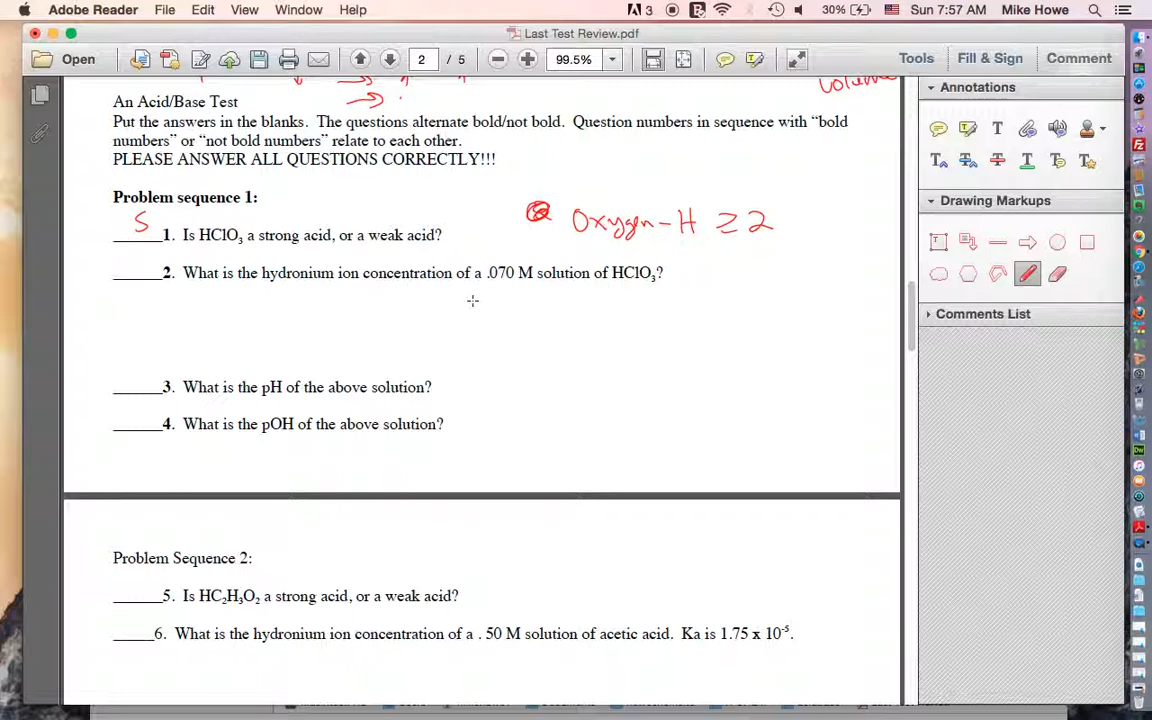 Adobe Reader File Edit View Window Help
3 30% Sun 7:57 AM Mike Howe
Last Test Review.pdf
Open 2 / 5 99.5% Tools Fill & Sign Comment
volume
Annotations
Drawing Markups
Comments List
An Acid/Base Test
Put the answers in the blanks. The questions alternate bold/not bold. Question numbers in sequence with “bold
numbers” or “not bold numbers” relate to each other.
PLEASE ANSWER ALL QUESTIONS CORRECTLY!!!
Problem sequence 1:
Oxygen-H ≥ 2
S
______1. Is HClO₃ a strong acid, or a weak acid?
______2. What is the hydronium ion concentration of a .070 M solution of HClO₃?
______3. What is the pH of the above solution?
______4. What is the pOH of the above solution?
Problem Sequence 2:
______5. Is HC₂H₃O₂ a strong acid, or a weak acid?
_____6. What is the hydronium ion concentration of a . 50 M solution of acetic acid. Ka is 1.75 x 10⁻⁵.